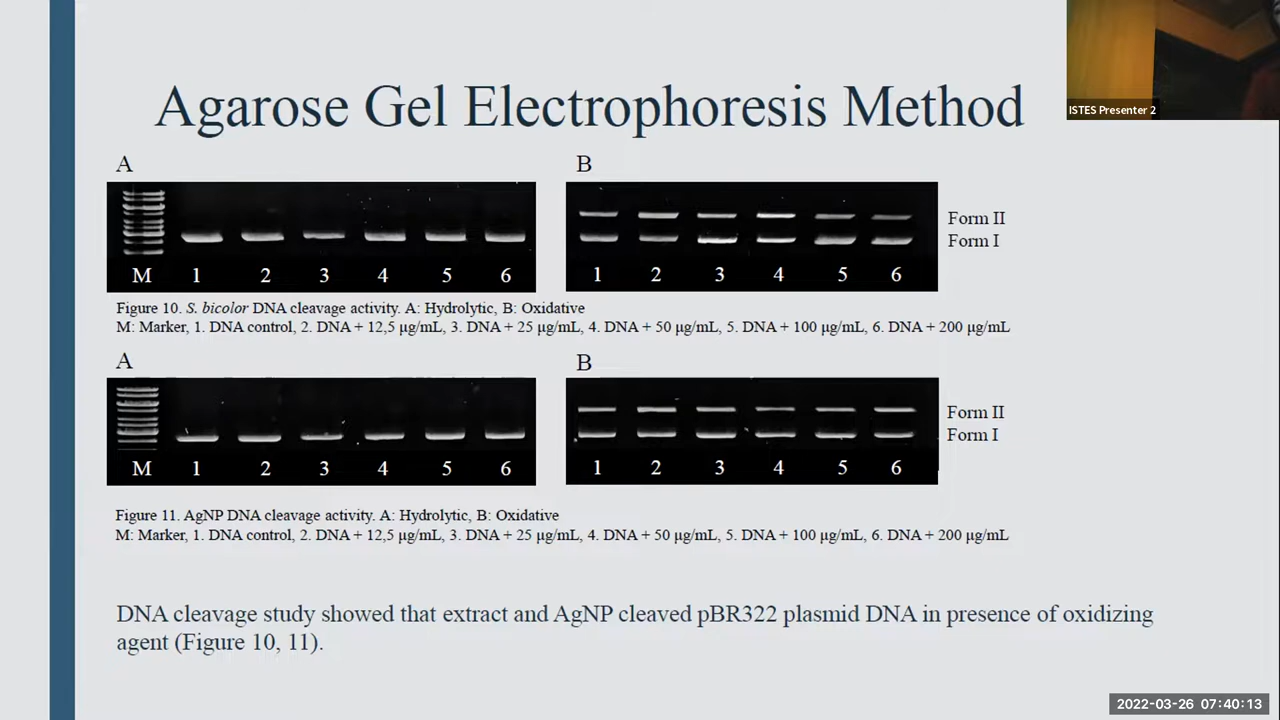 ISTES Presenter 2
Agarose Gel Electrophoresis Method
A
B
M 1 2 3 4 5 6
1 2 3 4 5 6
Form II
Form I
Figure 10. S. bicolor DNA cleavage activity. A: Hydrolytic, B: Oxidative
M: Marker, 1. DNA control, 2. DNA + 12,5 μg/mL, 3. DNA + 25 μg/mL, 4. DNA + 50 μg/mL, 5. DNA + 100 μg/mL, 6. DNA + 200 μg/mL
A
B
M 1 2 3 4 5 6
1 2 3 4 5 6
Form II
Form I
Figure 11. AgNP DNA cleavage activity. A: Hydrolytic, B: Oxidative
M: Marker, 1. DNA control, 2. DNA + 12,5 μg/mL, 3. DNA + 25 μg/mL, 4. DNA + 50 μg/mL, 5. DNA + 100 μg/mL, 6. DNA + 200 μg/mL
DNA cleavage study showed that extract and AgNP cleaved pBR322 plasmid DNA in presence of oxidizing
agent (Figure 10, 11).
2022-03-26 07:40:13